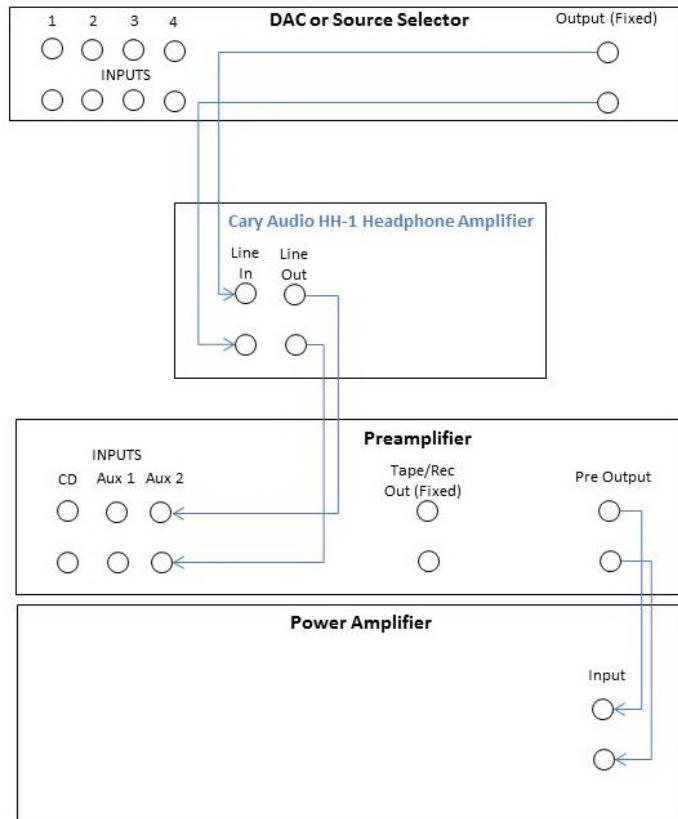 1 2 3 4
DAC or Source Selector
Output (Fixed)
INPUTS
Cary Audio HH-1 Headphone Amplifier
Line
In
Line
Out
Preamplifier
INPUTS
CD Aux 1 Aux 2
Tape/Rec
Out (Fixed)
Pre Output
Power Amplifier
Input